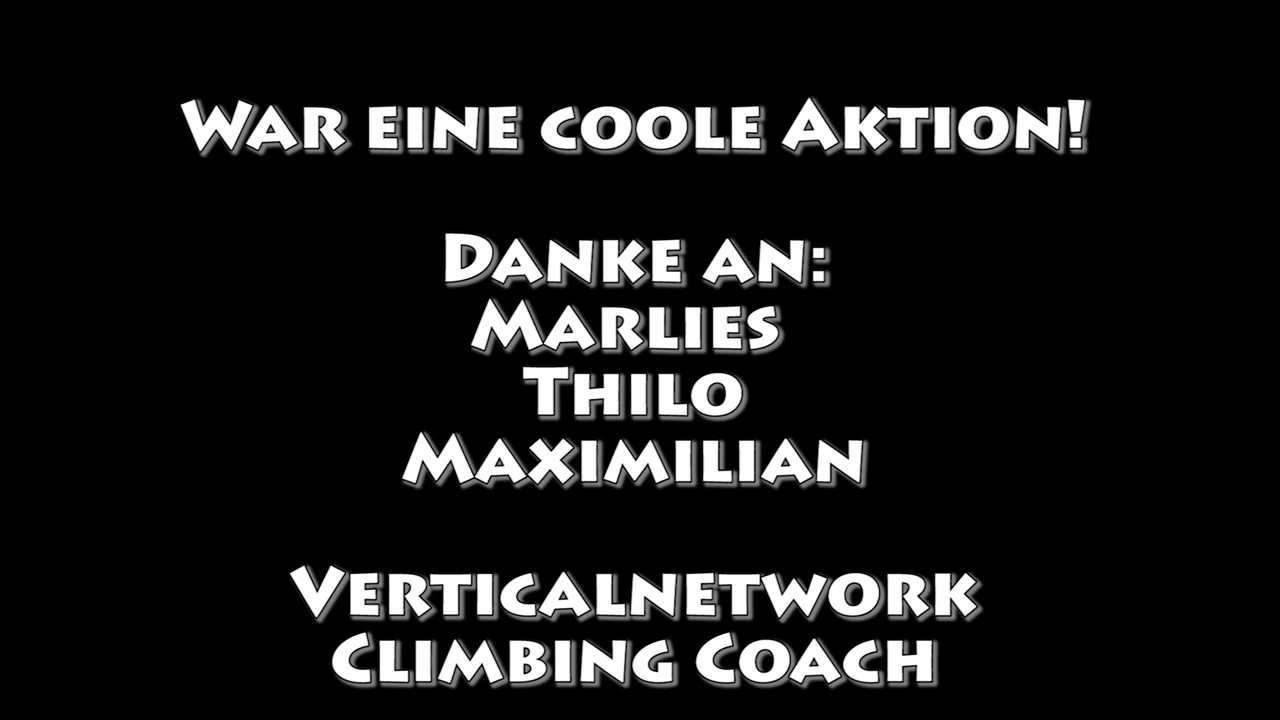 War eine coole Aktion!
Danke an:
Marlies
Thilo
Maximilian
Verticalnetwork
Climbing Coach